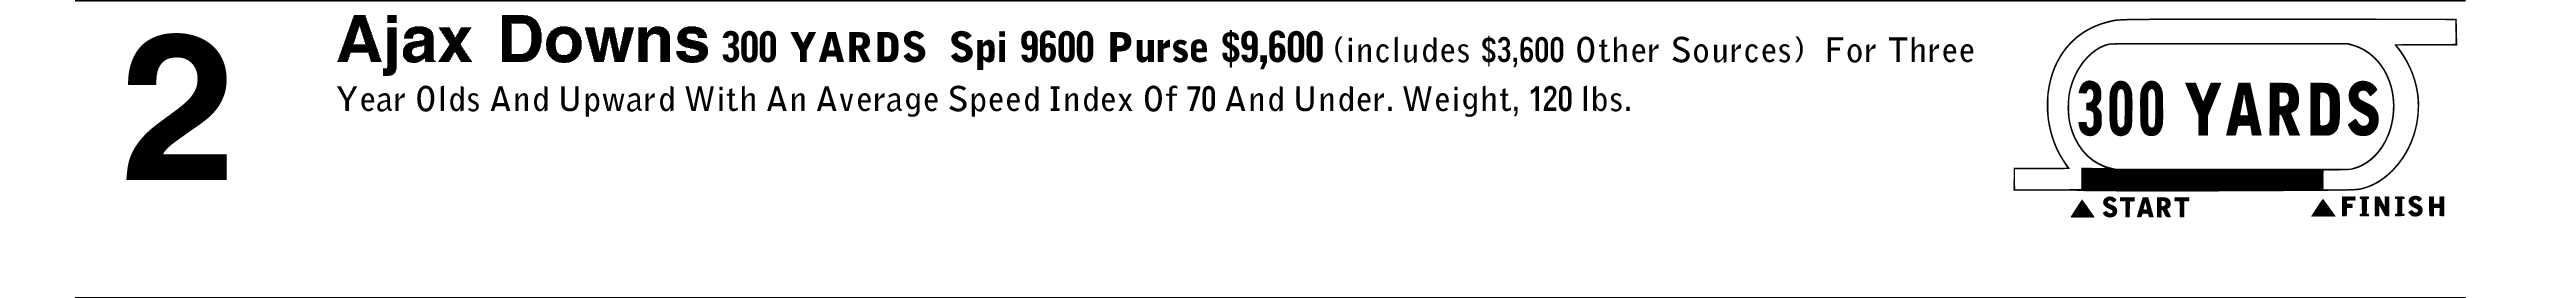 2
Ajax Downs 300 YARDS Spi 9600 Purse $9,600 (includes $3,600 Other Sources) For Three
Year Olds And Upward With An Average Speed Index Of 70 And Under. Weight, 120 lbs.
300 YARDS
▲ START ▲ FINISH